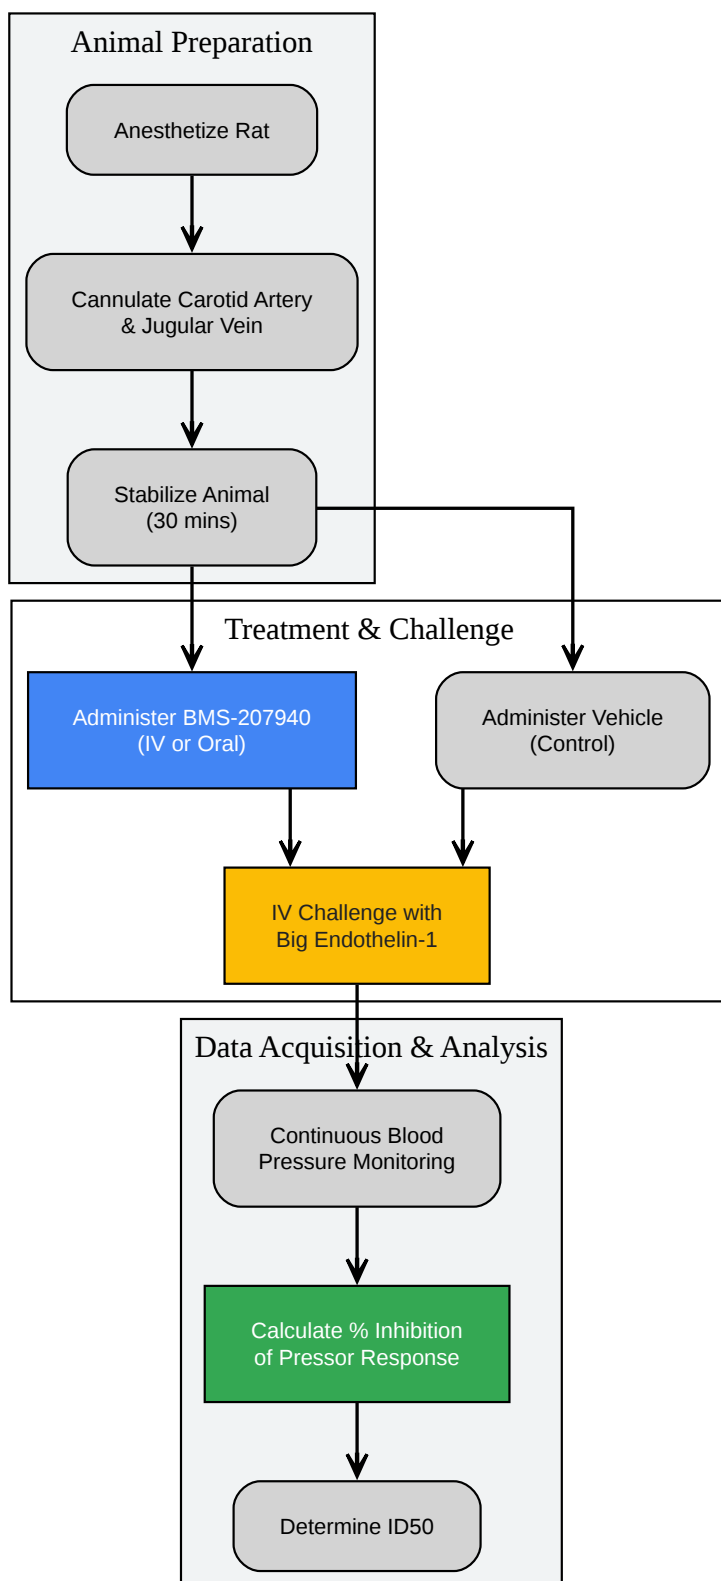 Animal Preparation
Anesthetize Rat
Cannulate Carotid Artery
& Jugular Vein
Stabilize Animal
(30 mins)
Treatment & Challenge
Administer BMS-207940
(IV or Oral)
Administer Vehicle
(Control)
IV Challenge with
Big Endothelin-1
Data Acquisition & Analysis
Continuous Blood
Pressure Monitoring
Calculate % Inhibition
of Pressor Response
Determine ID50